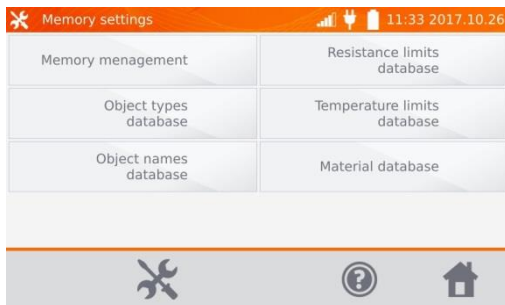 Memory settings
11:33 2017.10.26
Memory menagement
Resistance limits
database
Object types
database
Temperature limits
database
Object names
database
Material database
?